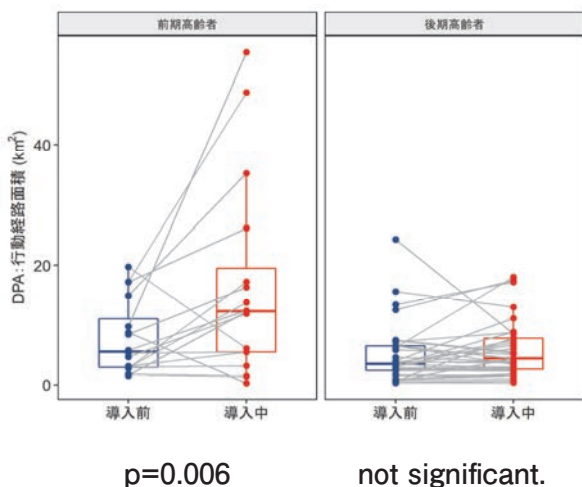 前期高齢者
後期高齢者
DPA:行動経路面積 (km²)
40
20
0
導入前
導入中
導入前
導入中
p=0.006
not significant.